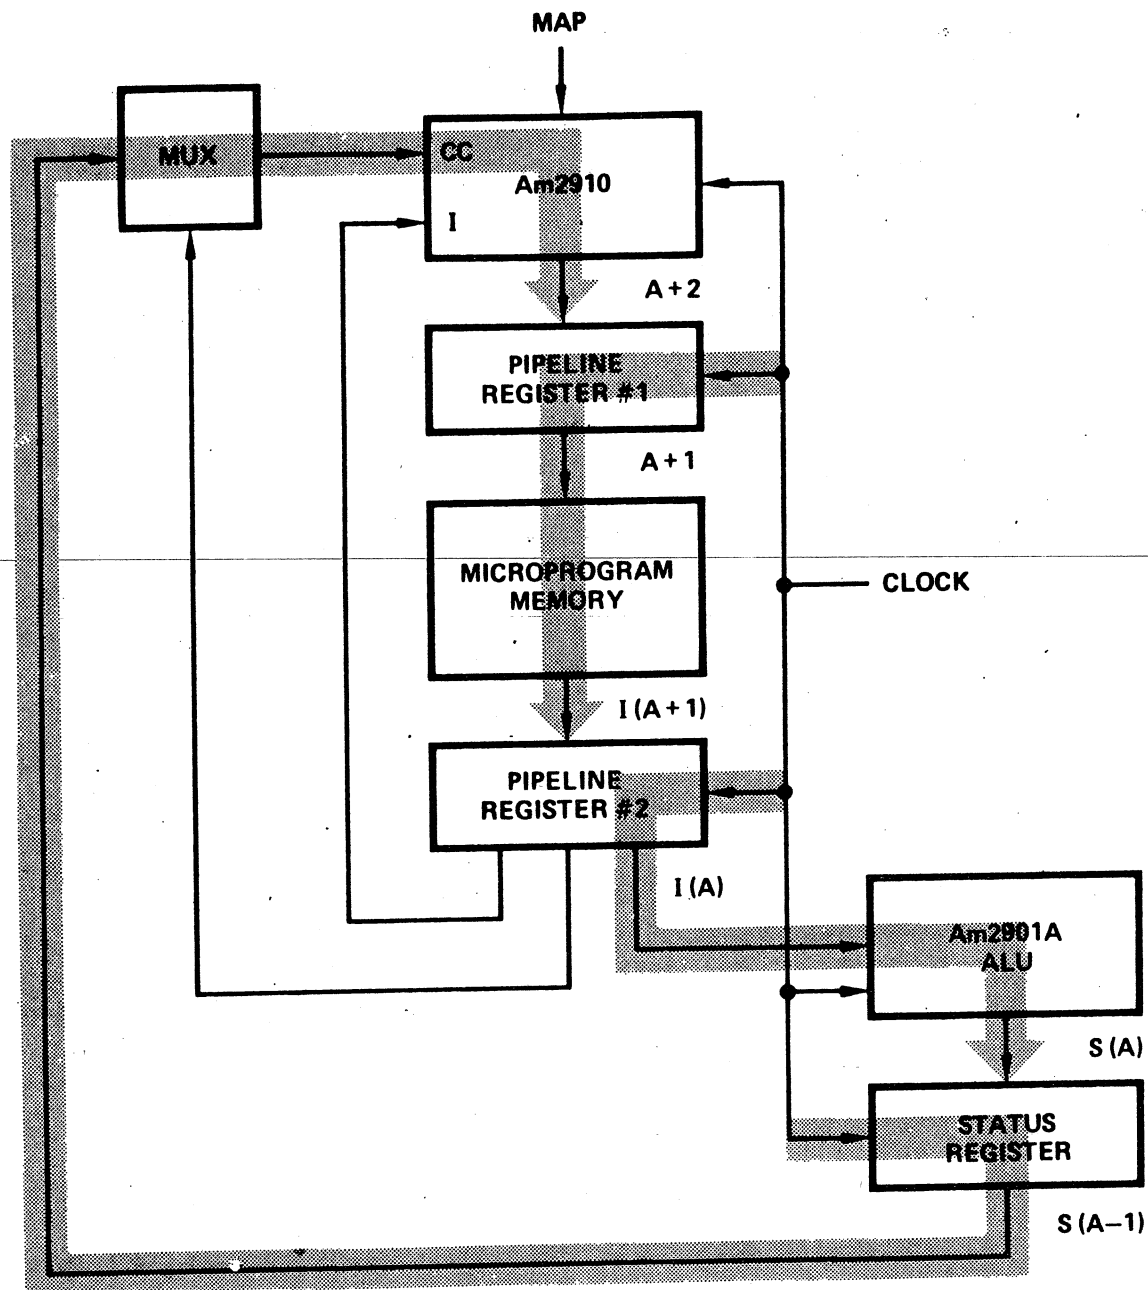 MAP
MUX
CC
Am2910
I
A + 2
PIPELINE
REGISTER #1
A + 1
MICROPROGRAM
MEMORY
CLOCK
I (A + 1)
PIPELINE
REGISTER #2
I (A)
Am2901A
ALU
S (A)
STATUS
REGISTER
S (A–1)